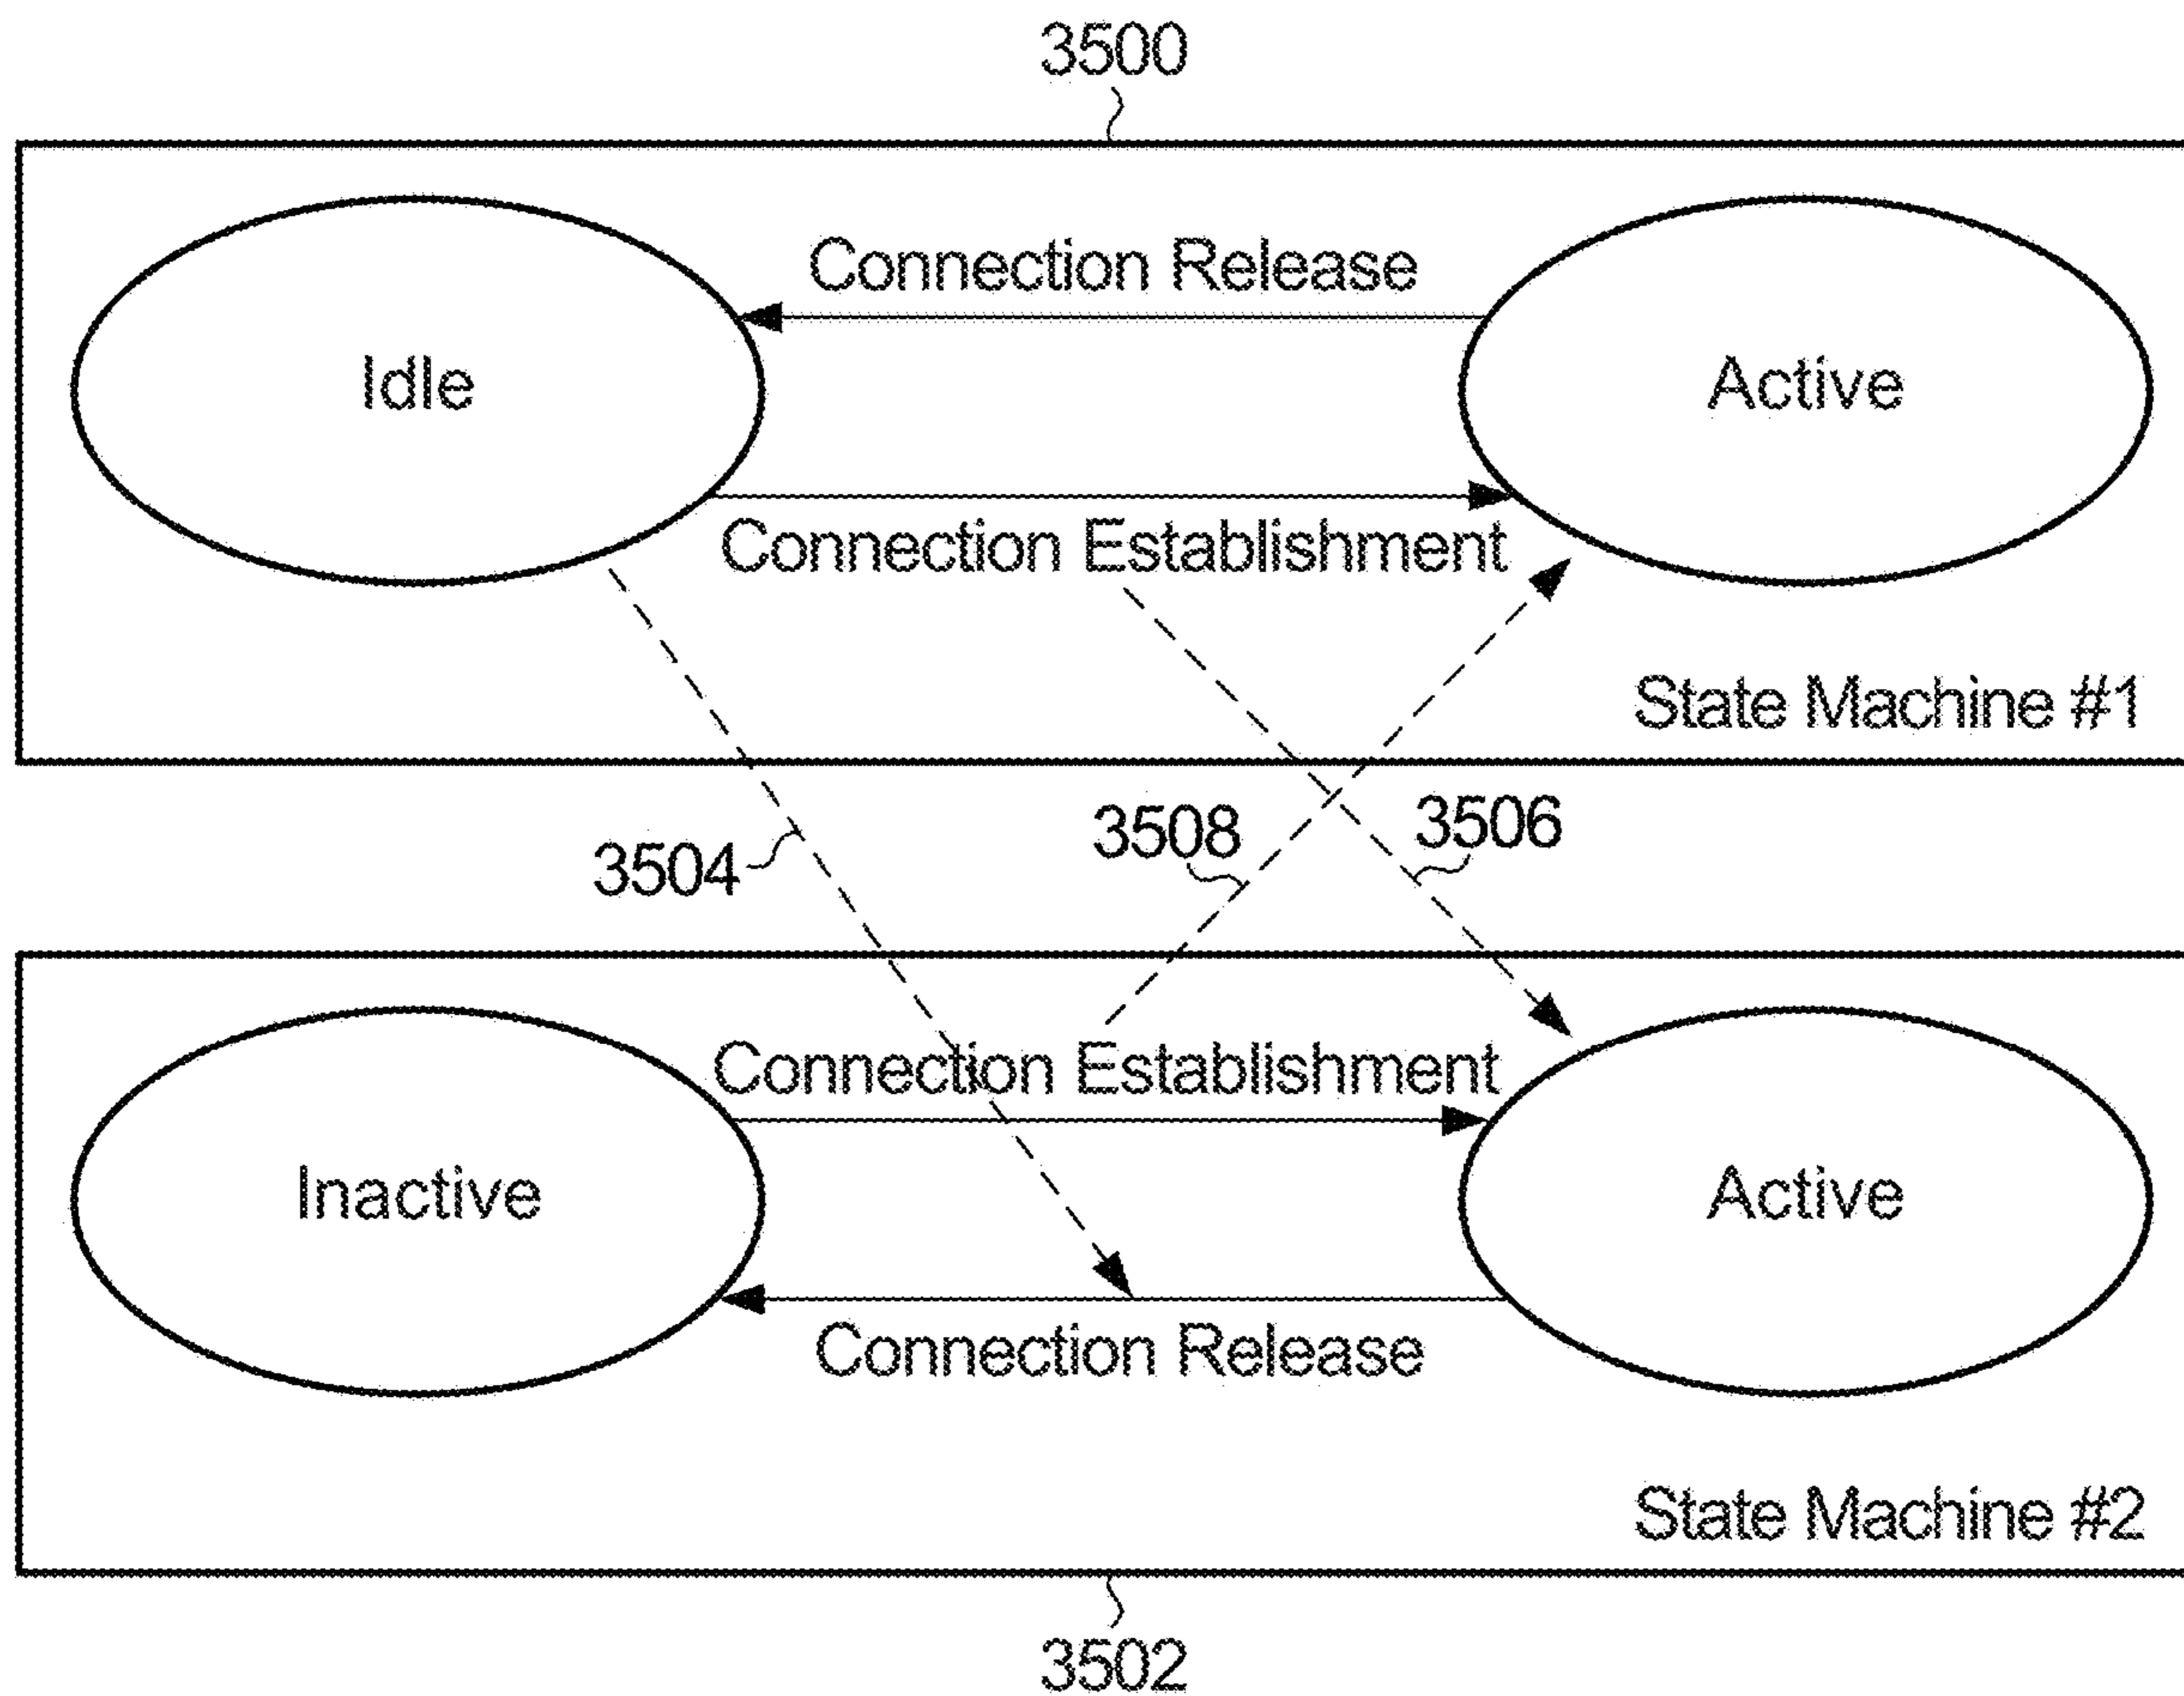 3500
Connection Release
Idle
Active
Connection Establishment
State Machine #1
3504
3508
3506
Connection Establishment
Inactive
Active
Connection Release
State Machine #2
3502